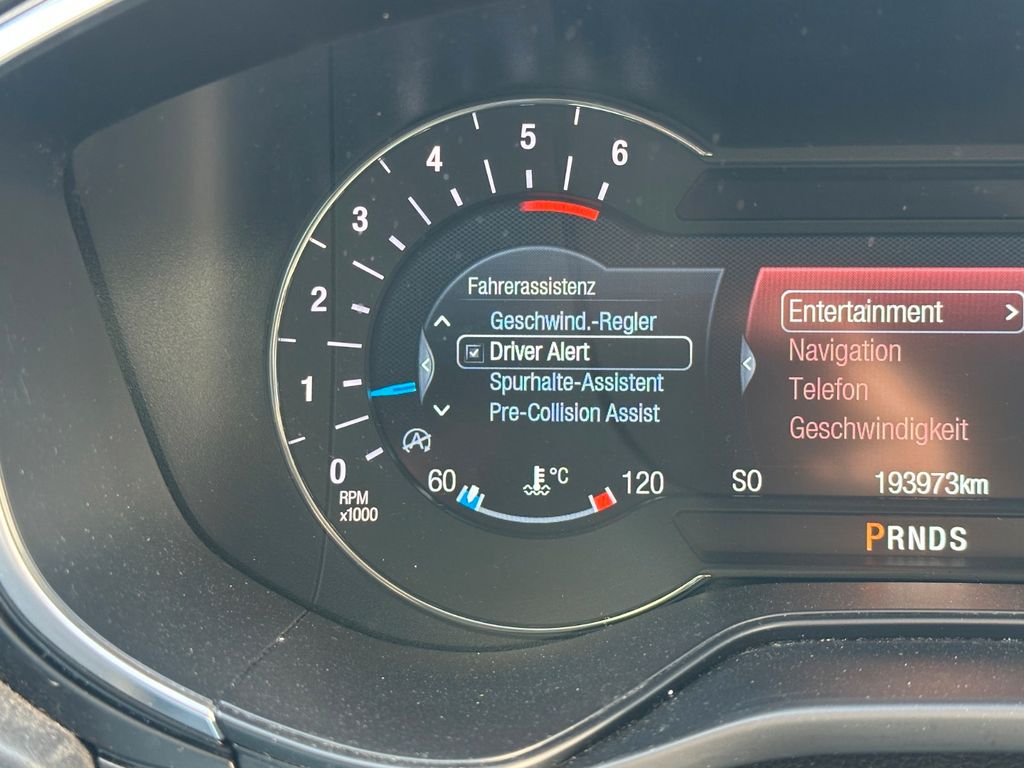 6
5
4
3
2
1
0
RPM
x1000
Fahrerassistenz
Geschwind.-Regler
Driver Alert
Spurhalte-Assistent
Pre-Collision Assist
A
60
°C
120
Entertainment >
Navigation
Telefon
Geschwindigkeit
SO 193973km
PRNDS